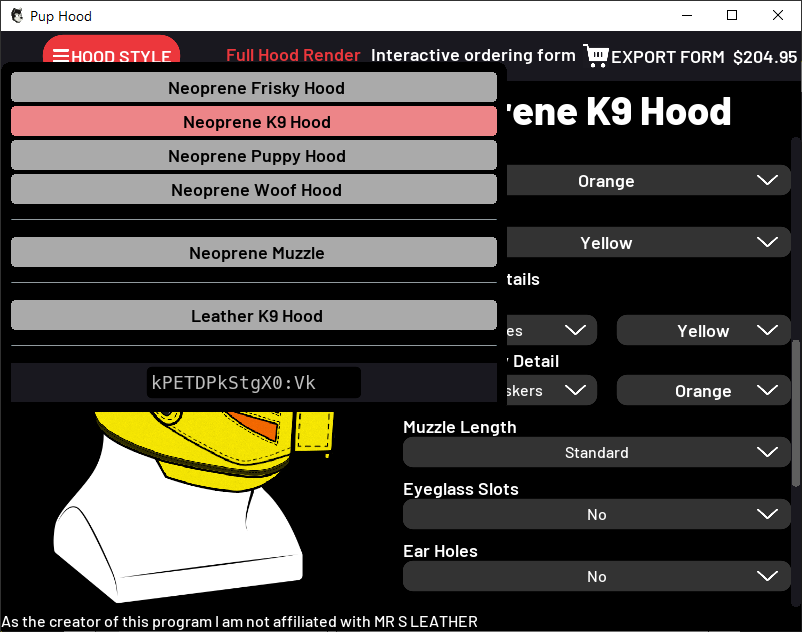 Pup Hood
HOOD STYLE
Full Hood Render
Interactive ordering form
EXPORT FORM
$204.95
Neoprene Frisky Hood
Neoprene K9 Hood
Neoprene Puppy Hood
Neoprene Woof Hood
Neoprene Muzzle
Leather K9 Hood
kPETDPkStgX0:Vk
rene K9 Hood
Orange
Yellow
tails
es
Yellow
y Detail
skers
Orange
Muzzle Length
Standard
Eyeglass Slots
No
Ear Holes
No
As the creator of this program I am not affiliated with MR S LEATHER